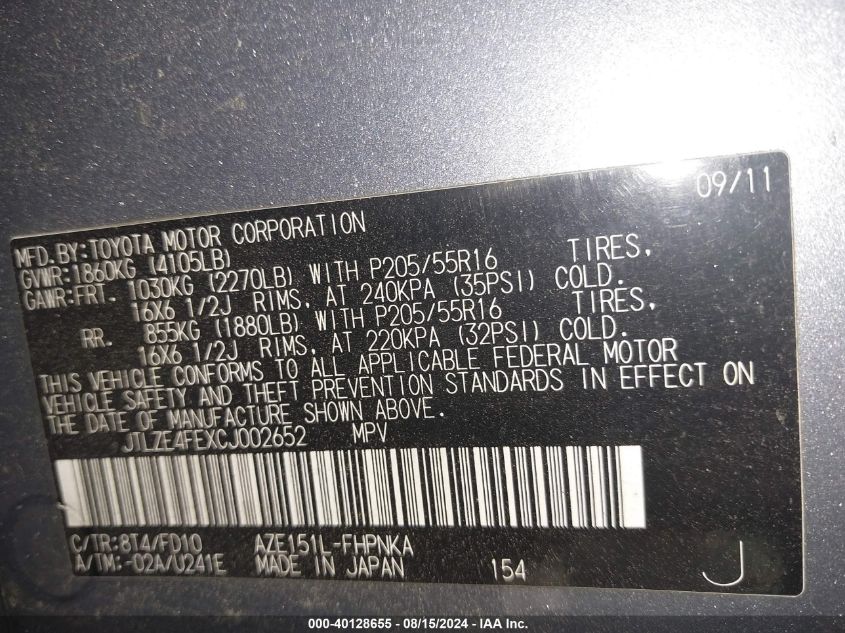 09/11
MFD.BY:TOYOTA MOTOR CORPORATION
GVWR:1860KG (4105LB)
GAWR:FRT. 1030KG (2270LB) WITH P205/55R16 TIRES,
16X6 1/2J RIMS, AT 240KPA (35PSI) COLD.
RR. 855KG (1880LB) WITH P205/55R16 TIRES,
16X6 1/2J RIMS, AT 220KPA (32PSI) COLD.
THIS VEHICLE CONFORMS TO ALL APPLICABLE FEDERAL MOTOR
VEHICLE SAFETY AND THEFT PREVENTION STANDARDS IN EFFECT ON
THE DATE OF MANUFACTURE SHOWN ABOVE.
JTLZE4FEXCJ002652 MPV
C/TR:8T4/FD10 AZE151L-FHPNKA
A/TM:-02A/U241E MADE IN JAPAN 154 J
000-40128655 - 08/15/2024 - IAA Inc.